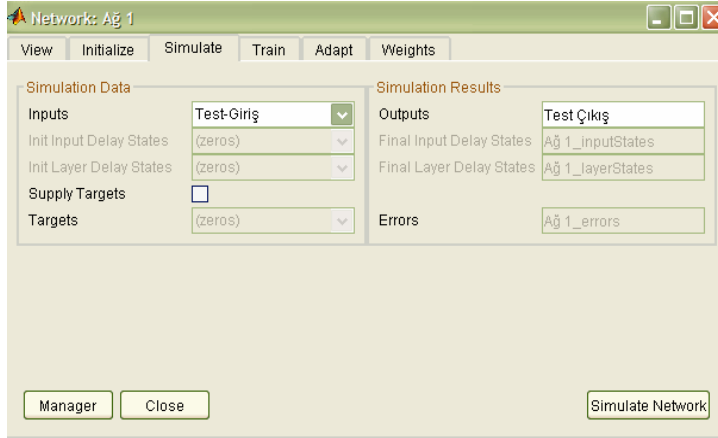 Network: Ağ 1
View Initialize Simulate Train Adapt Weights
Simulation Data
Inputs Test-Giriş
Init Input Delay States (zeros)
Init Layer Delay States (zeros)
Supply Targets
Targets (zeros)
Simulation Results
Outputs Test Çıkış
Final Input Delay States Ağ 1_inputStates
Final Layer Delay States Ağ 1_layerStates
Errors Ağ 1_errors
Manager Close Simulate Network